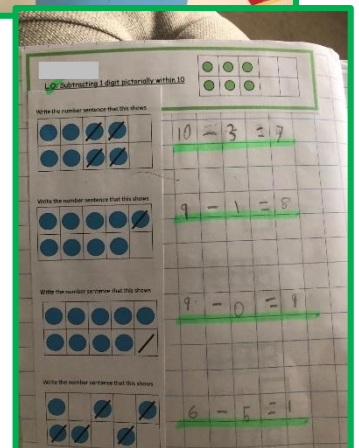 L.O: Subtracting 1 digit pictorially within 10
Write the number sentence that this shows
10 - 3 = 7
Write the number sentence that this shows
9 - 1 = 8
Write the number sentence that this shows
9 - 0 = 9
Write the number sentence that this shows
6 - 5 = 1